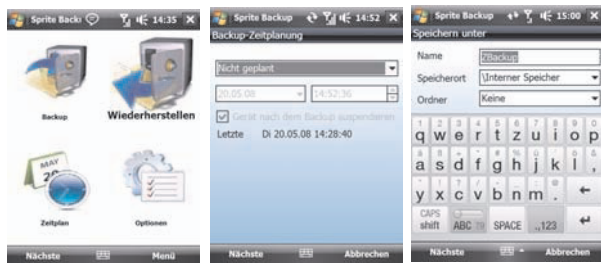 Sprite Backı 14:35
Backup
Wiederherstellen
MAY
20
Zeitplan
Optionen
Nächste Menü
Sprite Backup 14:52
Backup-Zeitplanung
Nicht geplant
20.05.08 14:52:36
Gerät nach dem Backup suspendieren
Letzte Di 20.05.08 14:28:40
Nächste Abbrechen
Sprite Backup 15:00
Speichern unter
Name ?Backup
Speicherort \Interner Speicher
Ordner Keine
q w e r t z u i o p
a s d f g h j k l ,
y x c v b n m .
CAPS
shift ABC SPACE .,123
Nächste Abbrechen